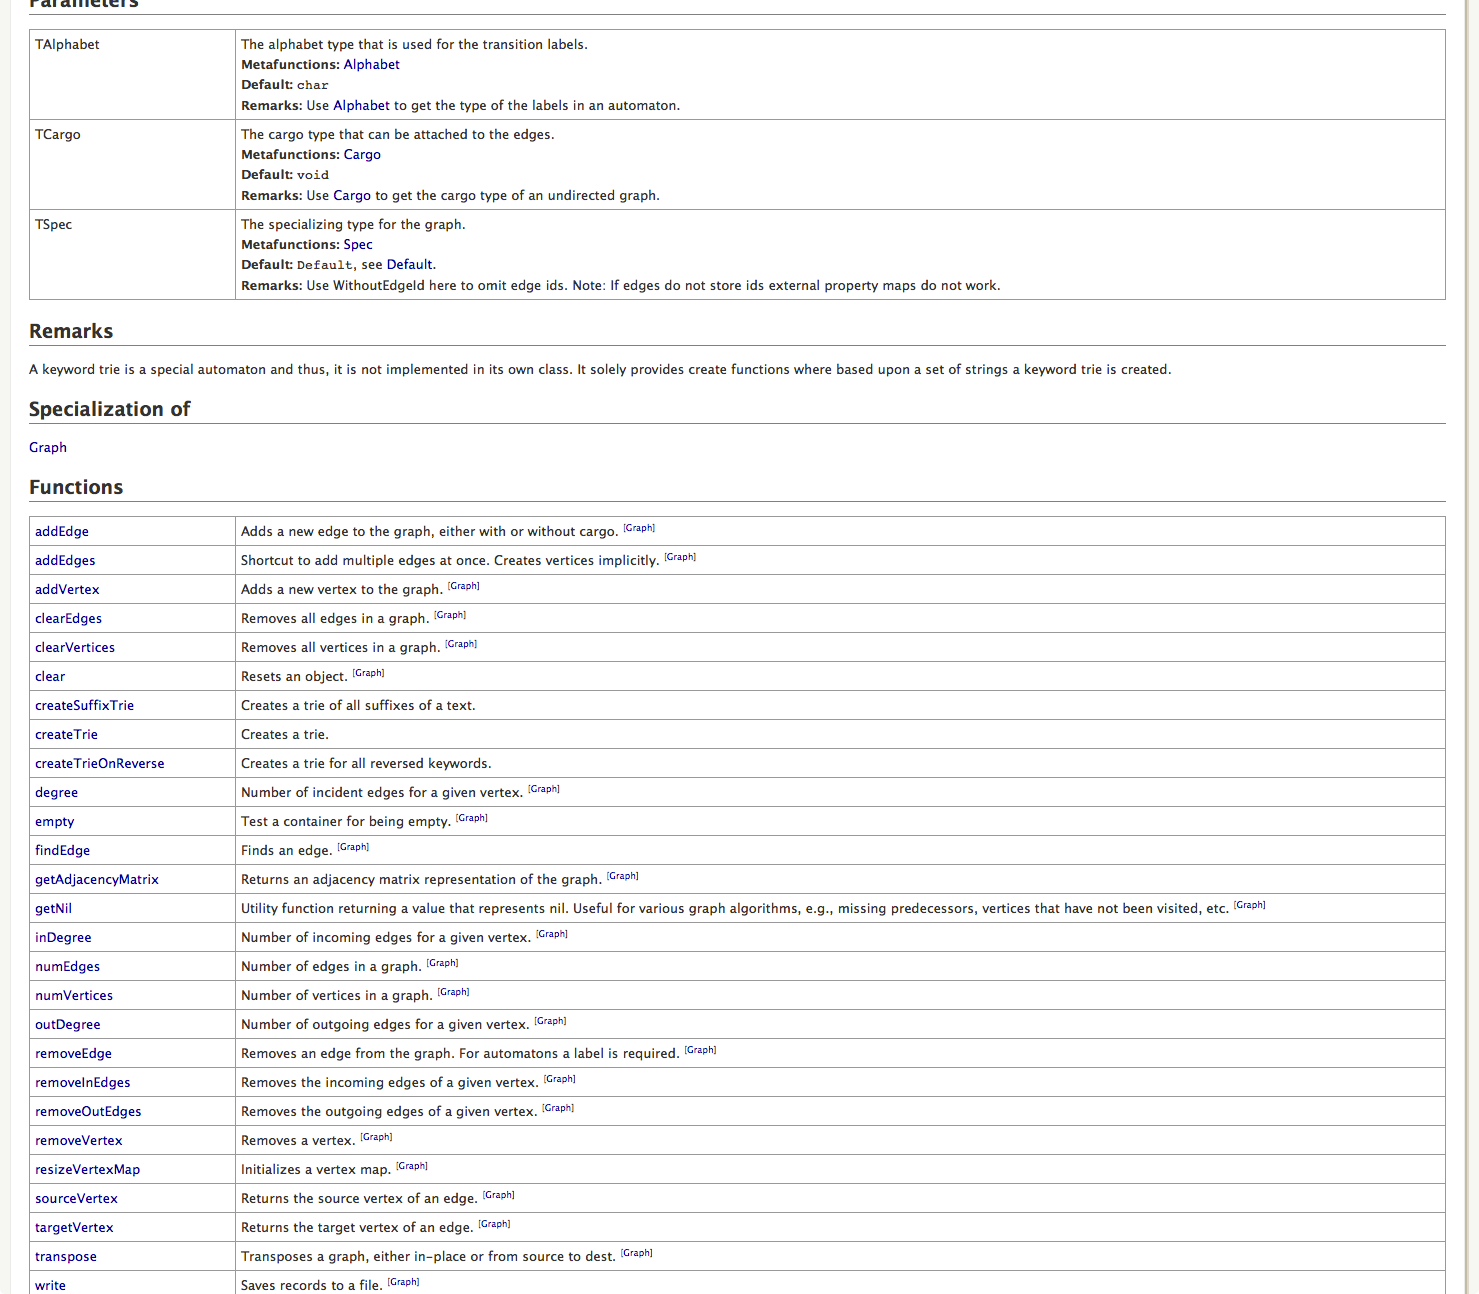 Parameters
TAlphabet
The alphabet type that is used for the transition labels.
Metafunctions: Alphabet
Default: char
Remarks: Use Alphabet to get the type of the labels in an automaton.
TCargo
The cargo type that can be attached to the edges.
Metafunctions: Cargo
Default: void
Remarks: Use Cargo to get the cargo type of an undirected graph.
TSpec
The specializing type for the graph.
Metafunctions: Spec
Default: Default, see Default.
Remarks: Use WithoutEdgeId here to omit edge ids. Note: If edges do not store ids external property maps do not work.
Remarks
A keyword trie is a special automaton and thus, it is not implemented in its own class. It solely provides create functions where based upon a set of strings a keyword trie is created.
Specialization of
Graph
Functions
addEdge Adds a new edge to the graph, either with or without cargo. [Graph]
addEdges Shortcut to add multiple edges at once. Creates vertices implicitly. [Graph]
addVertex Adds a new vertex to the graph. [Graph]
clearEdges Removes all edges in a graph. [Graph]
clearVertices Removes all vertices in a graph. [Graph]
clear Resets an object. [Graph]
createSuffixTrie Creates a trie of all suffixes of a text.
createTrie Creates a trie.
createTrieOnReverse Creates a trie for all reversed keywords.
degree Number of incident edges for a given vertex. [Graph]
empty Test a container for being empty. [Graph]
findEdge Finds an edge. [Graph]
getAdjacencyMatrix Returns an adjacency matrix representation of the graph. [Graph]
getNil Utility function returning a value that represents nil. Useful for various graph algorithms, e.g., missing predecessors, vertices that have not been visited, etc. [Graph]
inDegree Number of incoming edges for a given vertex. [Graph]
numEdges Number of edges in a graph. [Graph]
numVertices Number of vertices in a graph. [Graph]
outDegree Number of outgoing edges for a given vertex. [Graph]
removeEdge Removes an edge from the graph. For automatons a label is required. [Graph]
removeInEdges Removes the incoming edges of a given vertex. [Graph]
removeOutEdges Removes the outgoing edges of a given vertex. [Graph]
removeVertex Removes a vertex. [Graph]
resizeVertexMap Initializes a vertex map. [Graph]
sourceVertex Returns the source vertex of an edge. [Graph]
targetVertex Returns the target vertex of an edge. [Graph]
transpose Transposes a graph, either in-place or from source to dest. [Graph]
write Saves records to a file. [Graph]